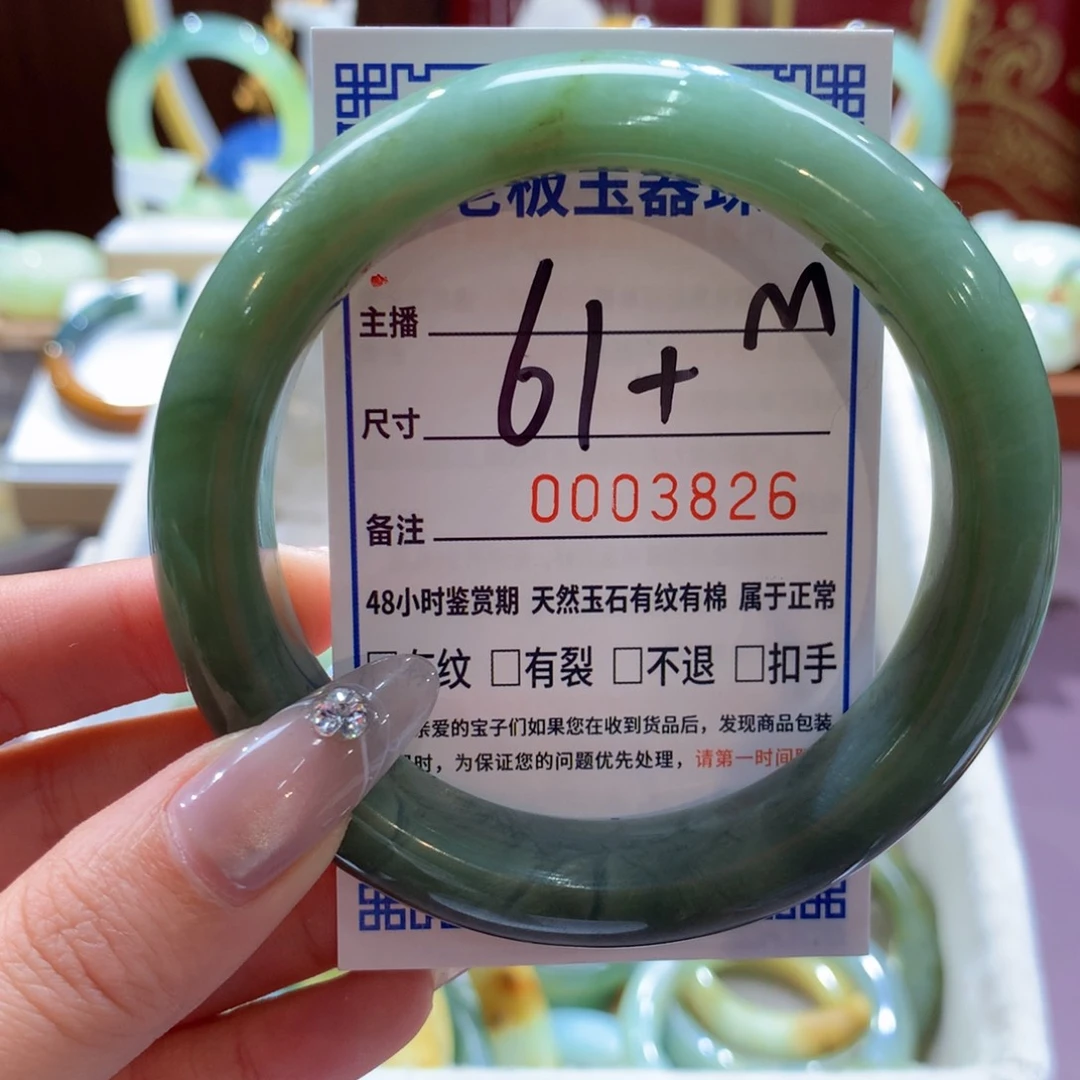 板玉器珠
M
主播
61+
尺寸
0003826
备注
48小时鉴赏期 天然玉石有纹有棉 属于正常
□有纹 □有裂 □不退 □扣手
亲爱的宝子们如果您在收到货品后，发现商品包装
时，为保证您的问题优先处理，请第一时间